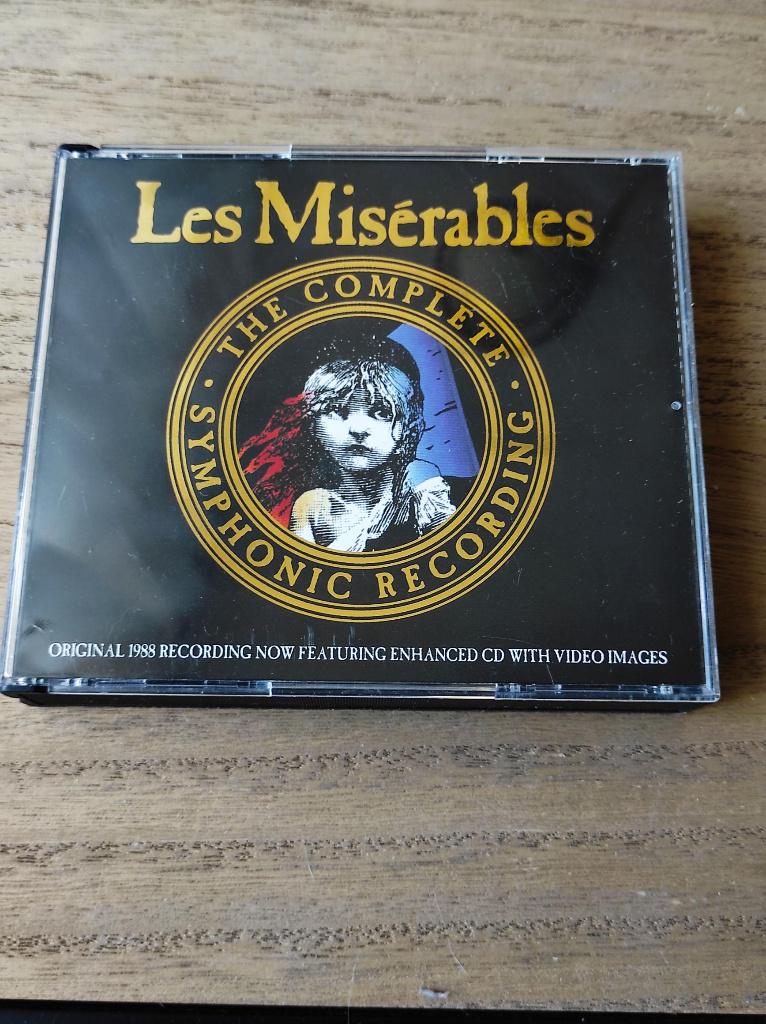 Les Misérables
THE COMPLETE
SYMPHONIC RECORDING
ORIGINAL 1988 RECORDING NOW FEATURING ENHANCED CD WITH VIDEO IMAGES